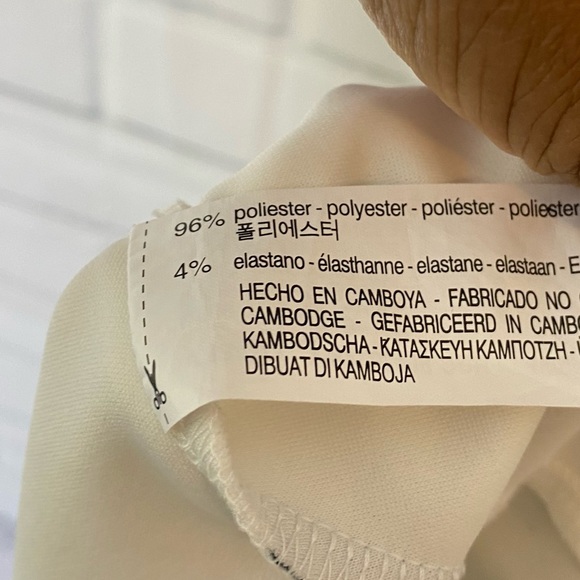 96% poliester - polyester - poliéster - poliester
폴리에스터
4% elastano - élasthanne - elastane - elastaan - E
HECHO EN CAMBOYA - FABRICADO NO
CAMBODGE - GEFABRICEERD IN CAMBO
KAMBODSCHA - ΚΑΤΑΣΚΕΥΗ ΚΑΜΠΟΤΖΗ -
DIBUAT DI KAMBOJA